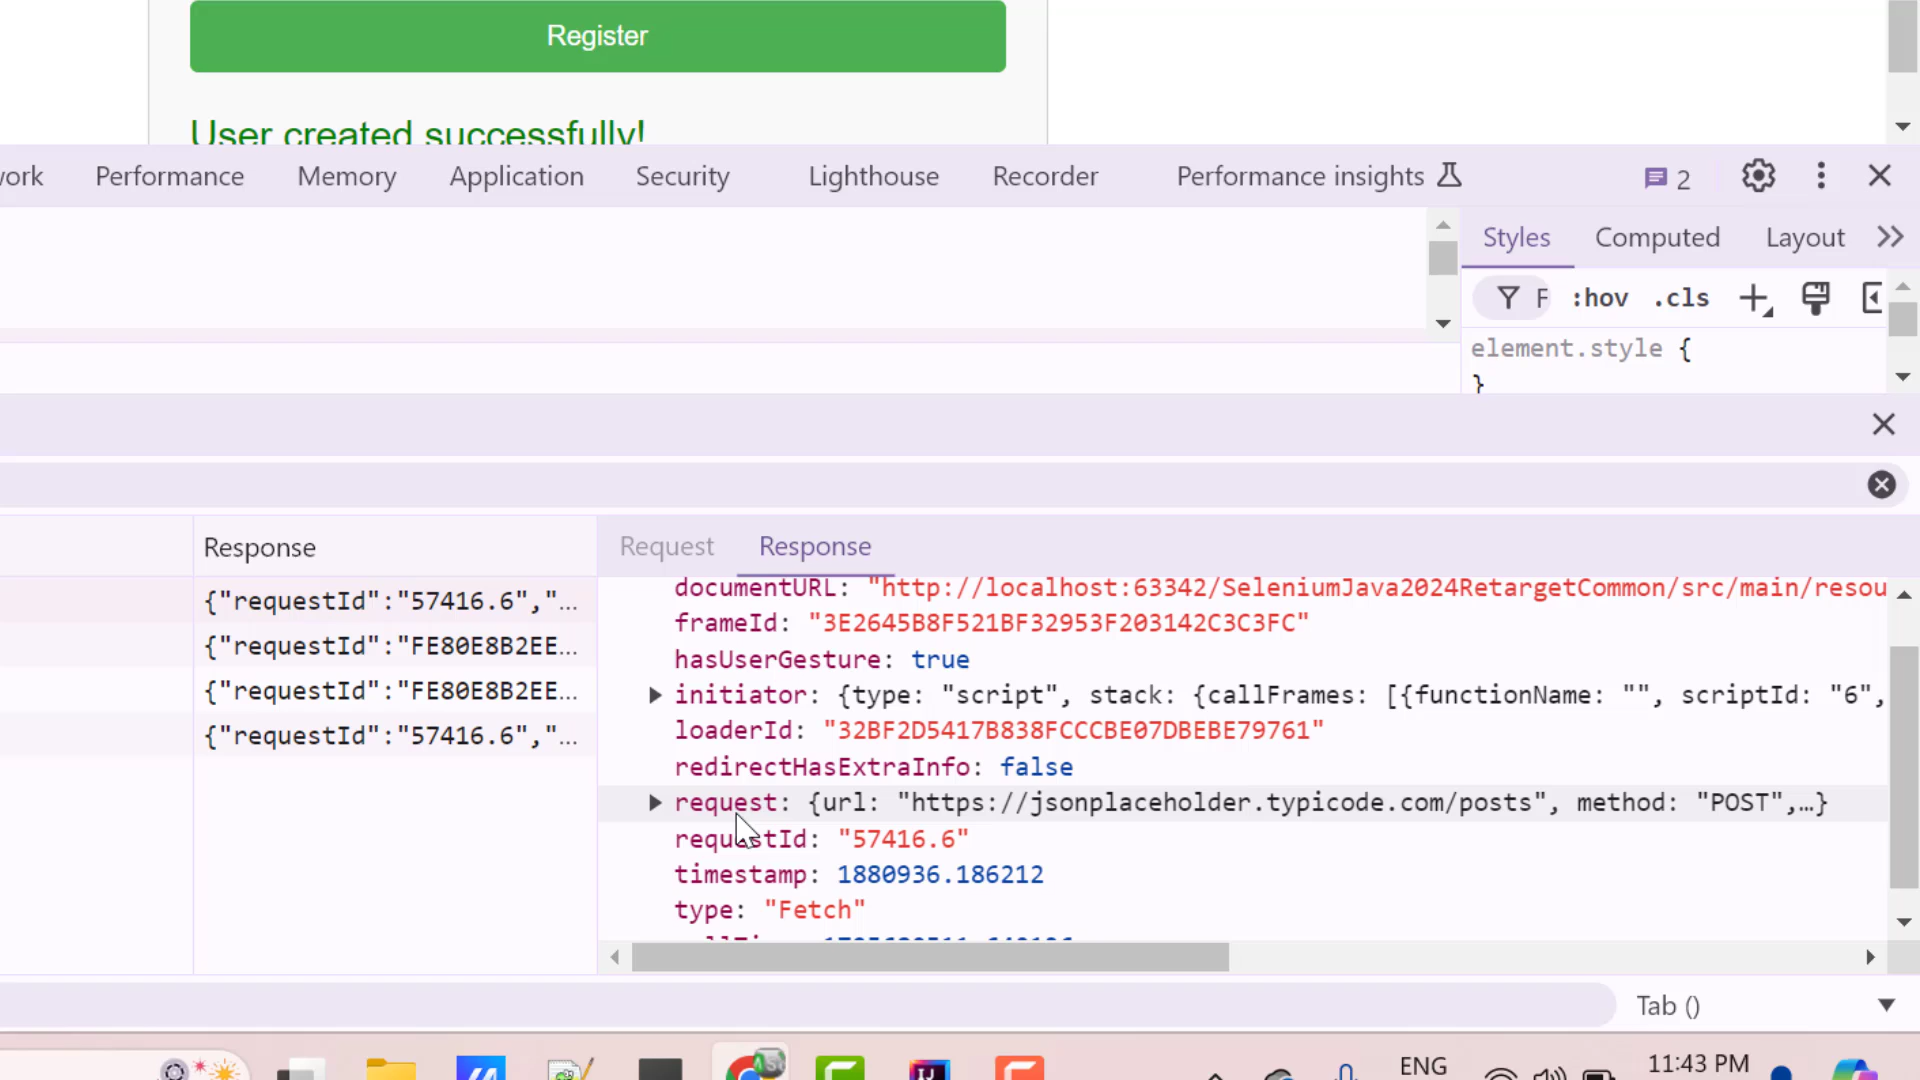 Register
User created successfully!
ork Performance Memory Application Security Lighthouse Recorder Performance insights 2
Styles Computed Layout
F :hov .cls
element.style {
}
Response
Request Response
{"requestId":"57416.6","…
{"requestId":"FE80E8B2EE…
{"requestId":"FE80E8B2EE…
{"requestId":"57416.6","…
documentURL: "http://localhost:63342/SeleniumJava2024RetargetCommon/src/main/resou
frameId: "3E2645B8F521BF32953F203142C3C3FC"
hasUserGesture: true
initiator: {type: "script", stack: {callFrames: [{functionName: "", scriptId: "6",
loaderId: "32BF2D5417B838FCCCBE07DBEBE79761"
redirectHasExtraInfo: false
request: {url: "https://jsonplaceholder.typicode.com/posts", method: "POST",…}
requestId: "57416.6"
timestamp: 1880936.186212
type: "Fetch"
Tab ()
ENG
11:43 PM